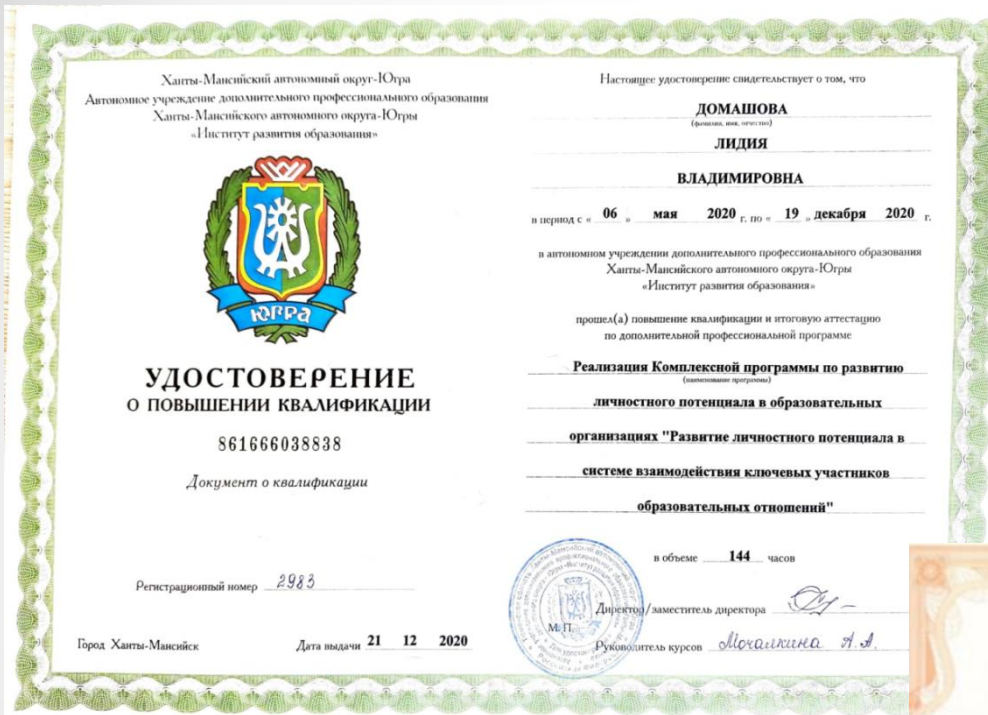 Ханты-Мансийский автономный округ-Югра
Автономное учреждение дополнительного профессионального образования
Ханты-Мансийского автономного округа-Югры
«Институт развития образования»
ЮГРА
УДОСТОВЕРЕНИЕ
О ПОВЫШЕНИИ КВАЛИФИКАЦИИ
861666038838
Документ о квалификации
Регистрационный номер 2983
Город Ханты-Мансийск Дата выдачи 21 12 2020
Настоящее удостоверение свидетельствует о том, что
ДОМАШОВА
(фамилия, имя, отчество)
ЛИДИЯ
ВЛАДИМИРОВНА
в период с « 06 » мая 2020 г. по « 19 » декабря 2020 г.
в автономном учреждении дополнительного профессионального образования
Ханты-Мансийского автономного округа-Югры
«Институт развития образования»
прошел(а) повышение квалификации и итоговую аттестацию
по дополнительной профессиональной программе
Реализация Комплексной программы по развитию
(наименование программы)
личностного потенциала в образовательных
организациях "Развитие личностного потенциала в
системе взаимодействия ключевых участников
образовательных отношений"
в объеме 144 часов
Директор/заместитель директора
М. П.
Руководитель курсов Мочалкина А.А.